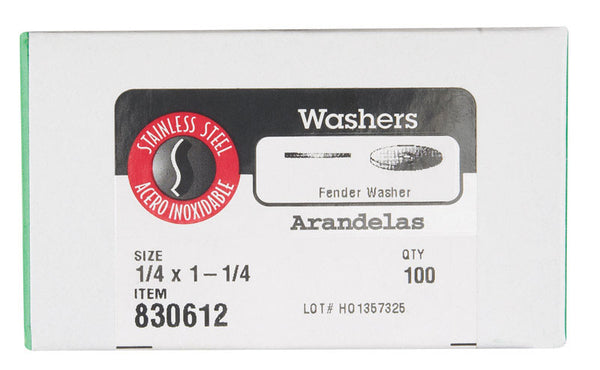 STAINLESS STEEL
ACERO INOXIDABLE
Washers
Fender Washer
Arandelas
SIZE
1/4 x 1-1/4
QTY
100
ITEM
830612
LOT# HO1357325